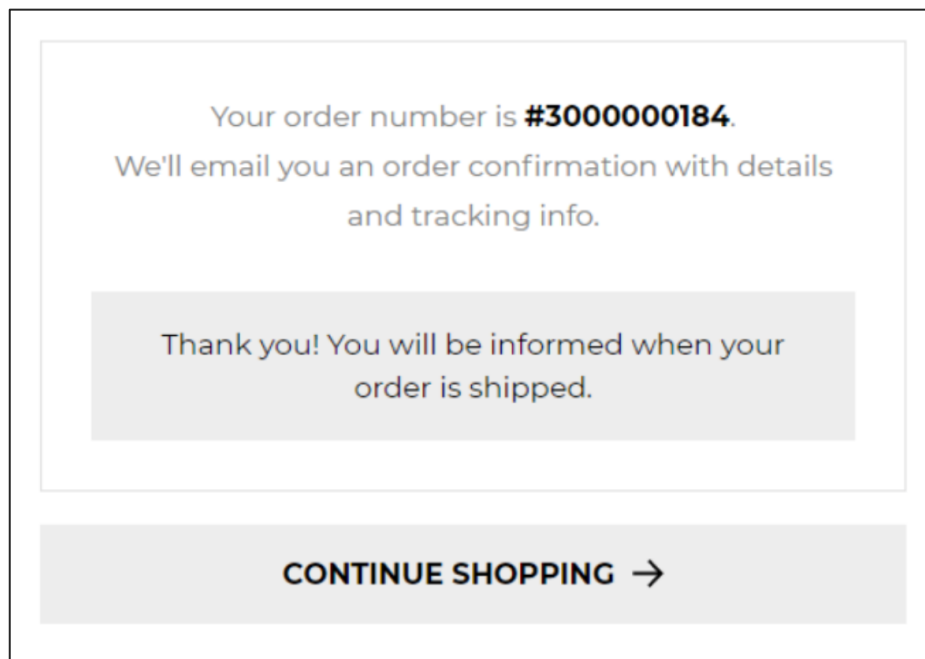 Your order number is #3000000184.
We'll email you an order confirmation with details
and tracking info.
Thank you! You will be informed when your
order is shipped.
CONTINUE SHOPPING →